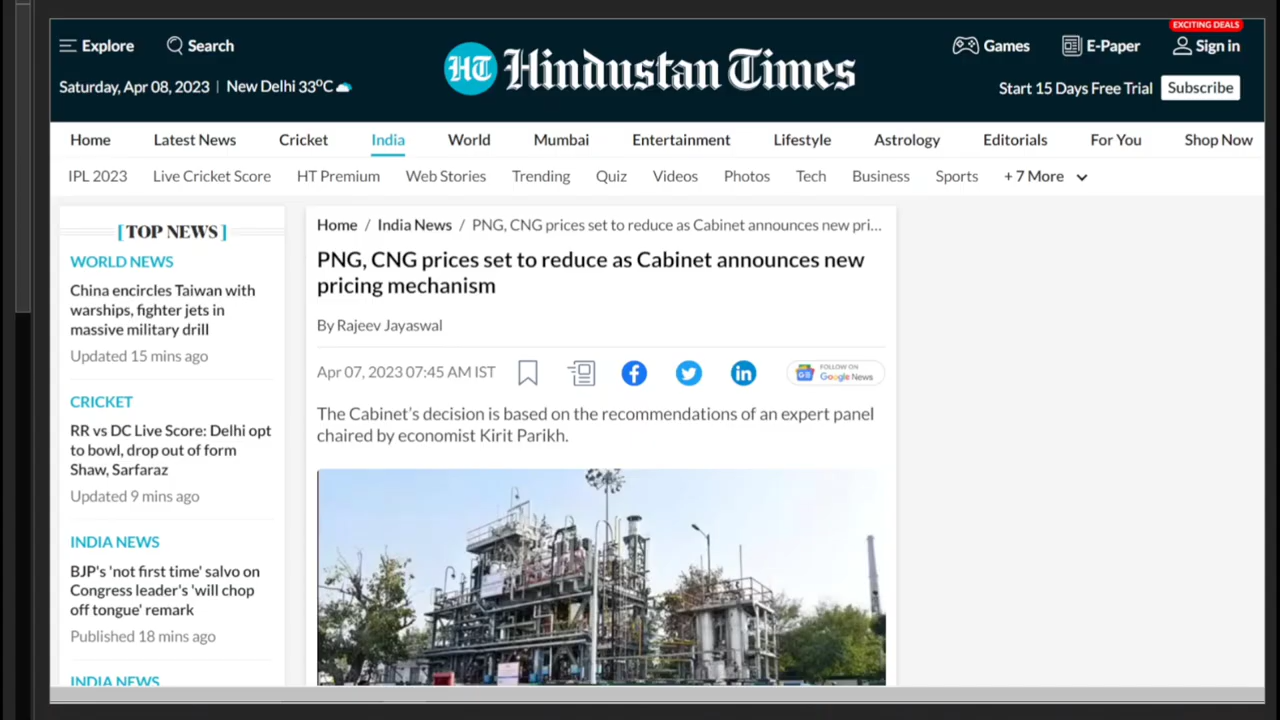 EXCITING DEALS
Explore Search HT Hindustan Times Games E-Paper Sign in
Saturday, Apr 08, 2023 | New Delhi 33ºC Start 15 Days Free Trial Subscribe
Home Latest News Cricket India World Mumbai Entertainment Lifestyle Astrology Editorials For You Shop Now
IPL 2023 Live Cricket Score HT Premium Web Stories Trending Quiz Videos Photos Tech Business Sports + 7 More
[TOP NEWS]
WORLD NEWS
China encircles Taiwan with
warships, fighter jets in
massive military drill
Updated 15 mins ago
CRICKET
RR vs DC Live Score: Delhi opt
to bowl, drop out of form
Shaw, Sarfaraz
Updated 9 mins ago
INDIA NEWS
BJP's 'not first time' salvo on
Congress leader's 'will chop
off tongue' remark
Published 18 mins ago
INDIA NEWS
Home / India News / PNG, CNG prices set to reduce as Cabinet announces new pri...
PNG, CNG prices set to reduce as Cabinet announces new
pricing mechanism
By Rajeev Jayaswal
Apr 07, 2023 07:45 AM IST
FOLLOW ON
Google News
The Cabinet's decision is based on the recommendations of an expert panel
chaired by economist Kirit Parikh.